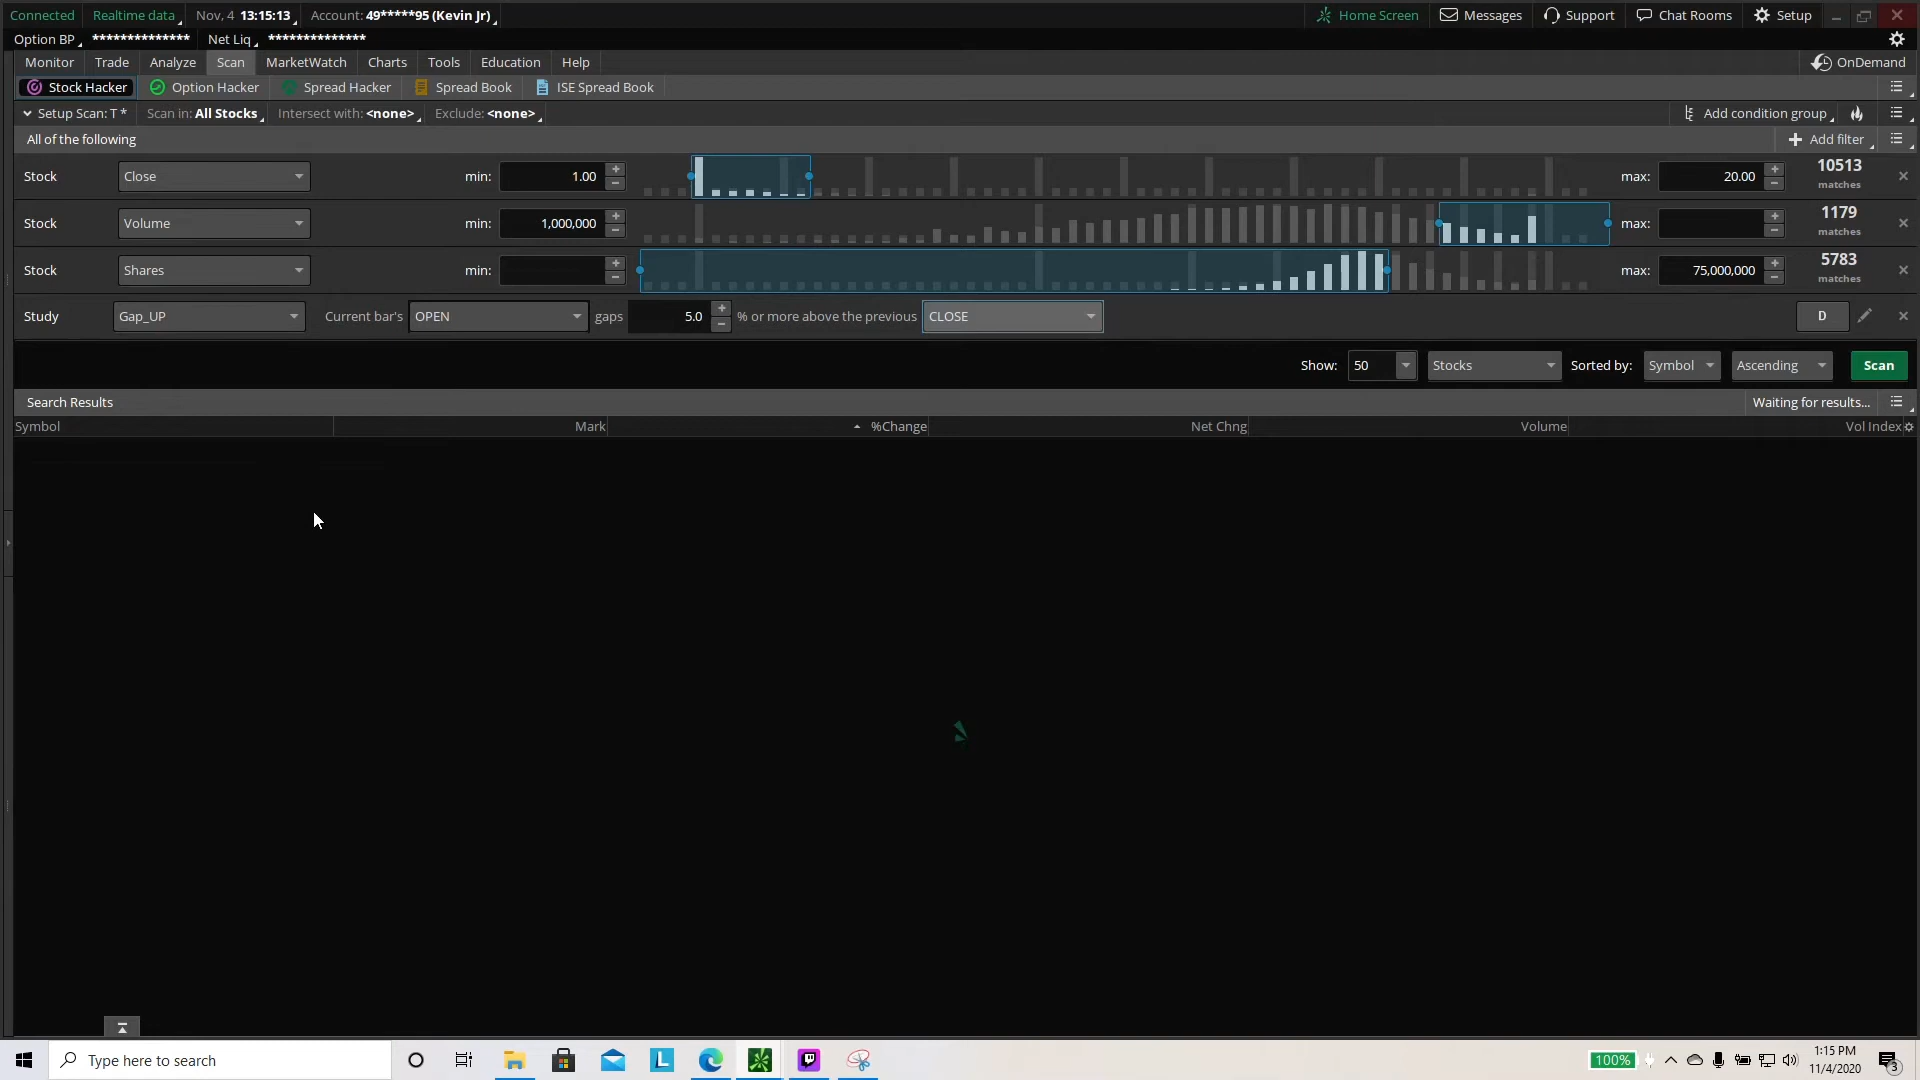 Connected Realtime data Nov, 4 13:15:13 Account: 49*****95 (Kevin Jr) Home Screen Messages Support Chat Rooms Setup
Option BP ************** Net Liq **************
Monitor Trade Analyze Scan MarketWatch Charts Tools Education Help OnDemand
Stock Hacker Option Hacker Spread Hacker Spread Book ISE Spread Book
Setup Scan: T * Scan in: All Stocks Intersect with: <none> Exclude: <none> Add condition group
All of the following Add filter
Stock Close min: 1.00 max: 20.00 10513
matches
Stock Volume min: 1,000,000 max: 1179
matches
Stock Shares min: max: 75,000,000 5783
matches
Study Gap_UP Current bar's OPEN gaps 5.0 % or more above the previous CLOSE D
Show: 50 Stocks Sorted by: Symbol Ascending Scan
Search Results Waiting for results...
Symbol Mark %Change Net Chng Volume Vol Index
Type here to search 100% 1:15 PM
11/4/2020 3